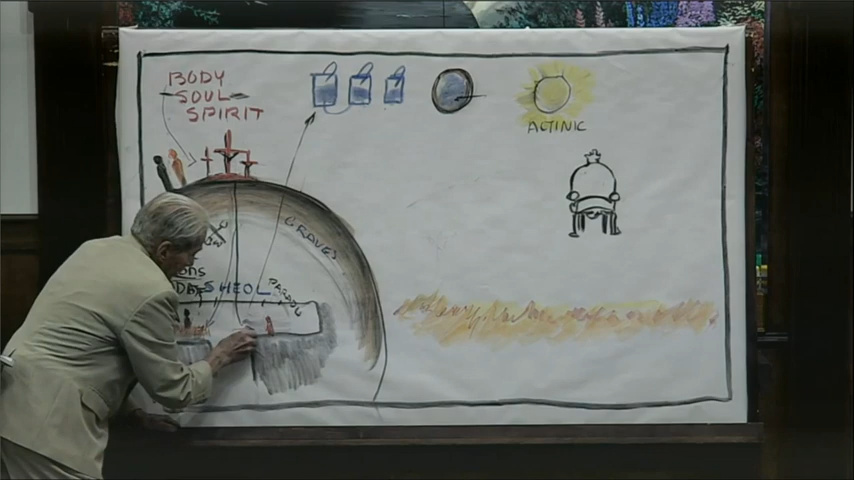 BODY
SOUL
SPIRIT
ACTINIC
GRAVES
SHEOL